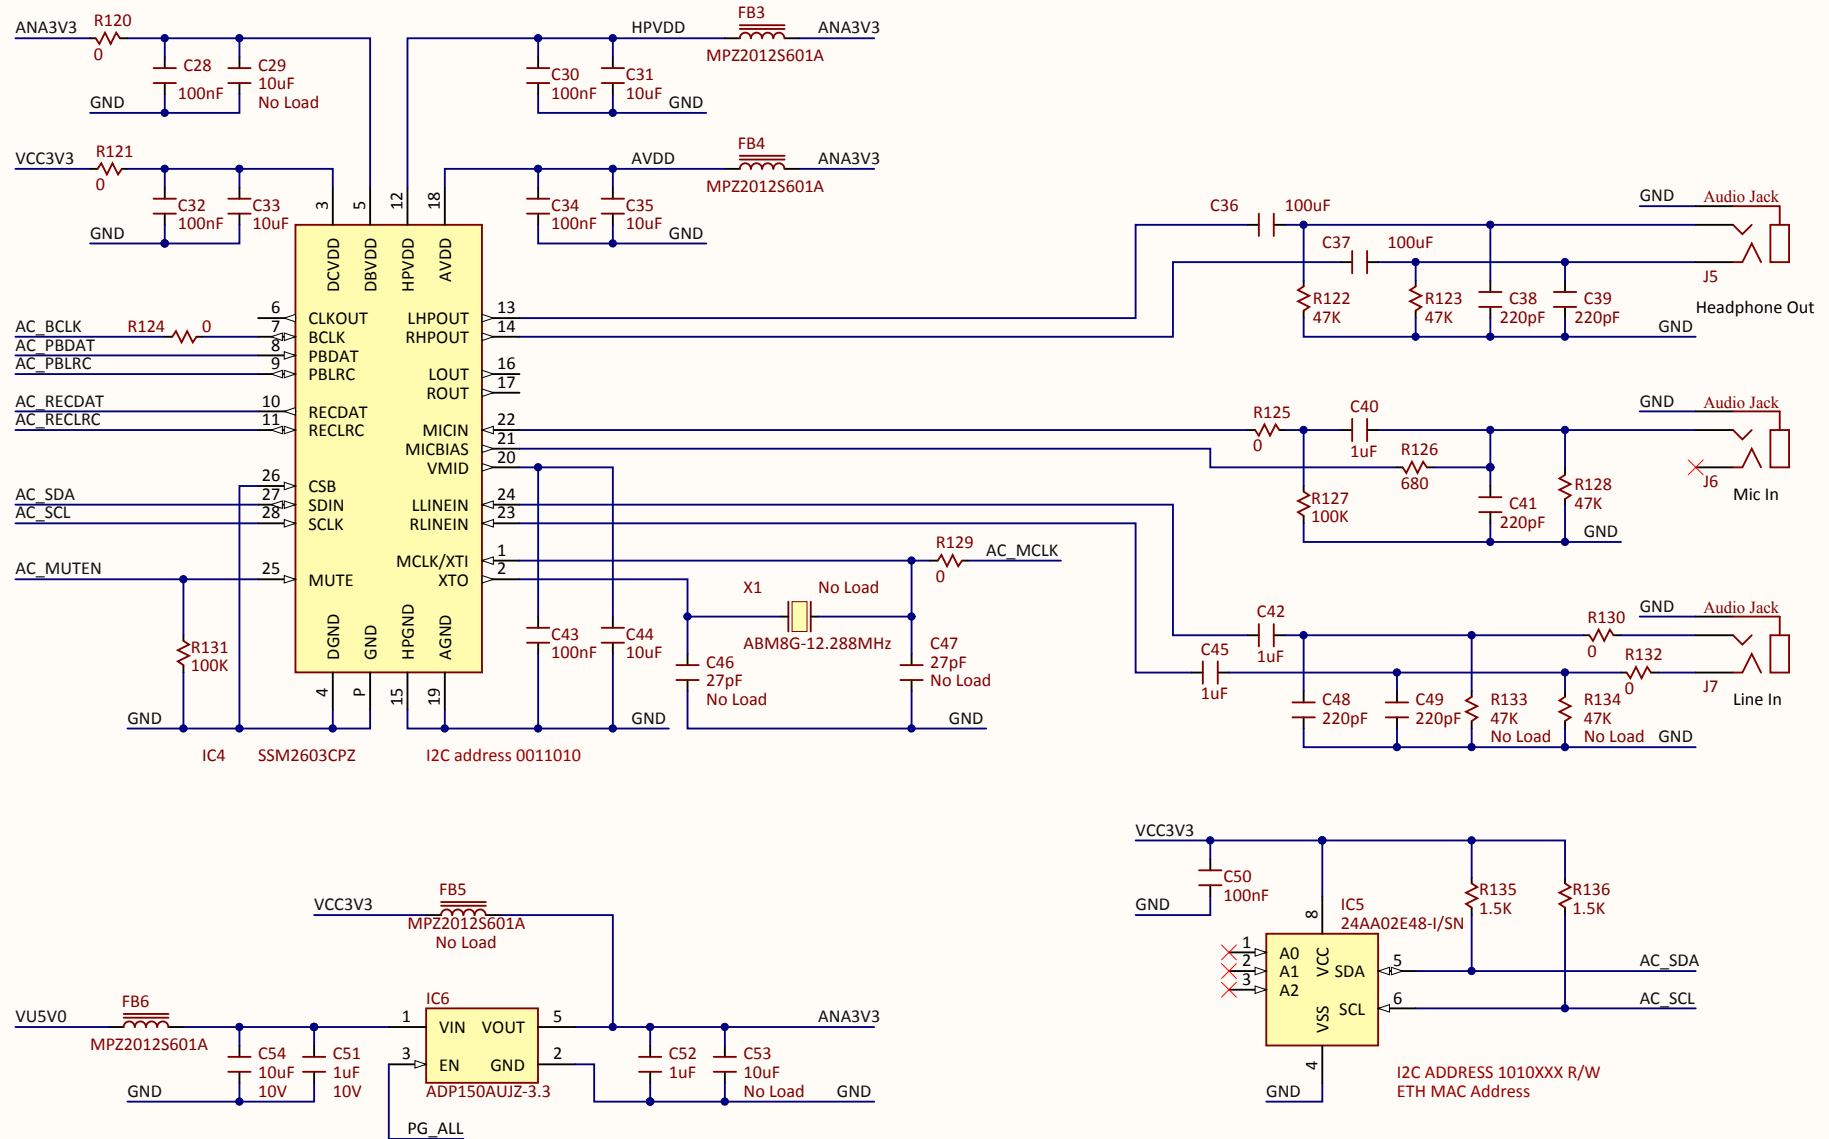 ANA3V3
R120
0
C28
100nF
C29
10uF
No Load
GND
HPVDD
FB3
ANA3V3
MPZ2012S601A
C30
100nF
C31
10uF
GND
VCC3V3
R121
0
C32
100nF
C33
10uF
GND
AVDD
FB4
ANA3V3
MPZ2012S601A
C34
100nF
C35
10uF
GND
3
5
12
18
DCVDD
DBVDD
HPVDD
AVDD
6
CLKOUT
AC_BCLK
R124
0
7
BCLK
AC_PBDAT
8
PBDAT
AC_PBLRC
9
PBLRC
AC_RECDAT
10
RECDAT
AC_RECLRC
11
RECLRC
26
CSB
AC_SDA
27
SDIN
AC_SCL
28
SCLK
AC_MUTEN
25
MUTE
R131
100K
LHPOUT
13
RHPOUT
14
LOUT
16
ROUT
17
MICIN
22
MICBIAS
21
VMID
20
LLINEIN
24
RLINEIN
23
MCLK/XTI
1
XTO
2
DGND
GND
HPGND
AGND
4
P
15
19
GND
GND
IC4
SSM2603CPZ
I2C address 0011010
C43
100nF
C44
10uF
R129
0
AC_MCLK
X1
No Load
ABM8G-12.288MHz
C46
27pF
No Load
C47
27pF
No Load
GND
C36
100uF
C37
100uF
R122
47K
R123
47K
C38
220pF
C39
220pF
GND
GND
Audio Jack
J5
Headphone Out
R125
0
C40
1uF
R126
680
R127
100K
C41
220pF
R128
47K
GND
GND
Audio Jack
J6
Mic In
C42
1uF
C45
1uF
R130
0
R132
0
C48
220pF
C49
220pF
R133
47K
No Load
R134
47K
No Load
GND
GND
Audio Jack
J7
Line In
VCC3V3
FB5
MPZ2012S601A
No Load
VU5V0
FB6
MPZ2012S601A
C54
10uF
10V
C51
1uF
10V
GND
IC6
1
VIN
VOUT
5
3
EN
GND
2
ADP150AUJZ-3.3
PG_ALL
C52
1uF
C53
10uF
No Load
ANA3V3
GND
VCC3V3
C50
100nF
GND
8
IC5
24AA02E48-I/SN
R135
1.5K
R136
1.5K
1
A0
2
A1
3
A2
VCC
VSS
SDA
5
AC_SDA
SCL
6
AC_SCL
4
GND
I2C ADDRESS 1010XXX R/W
ETH MAC Address